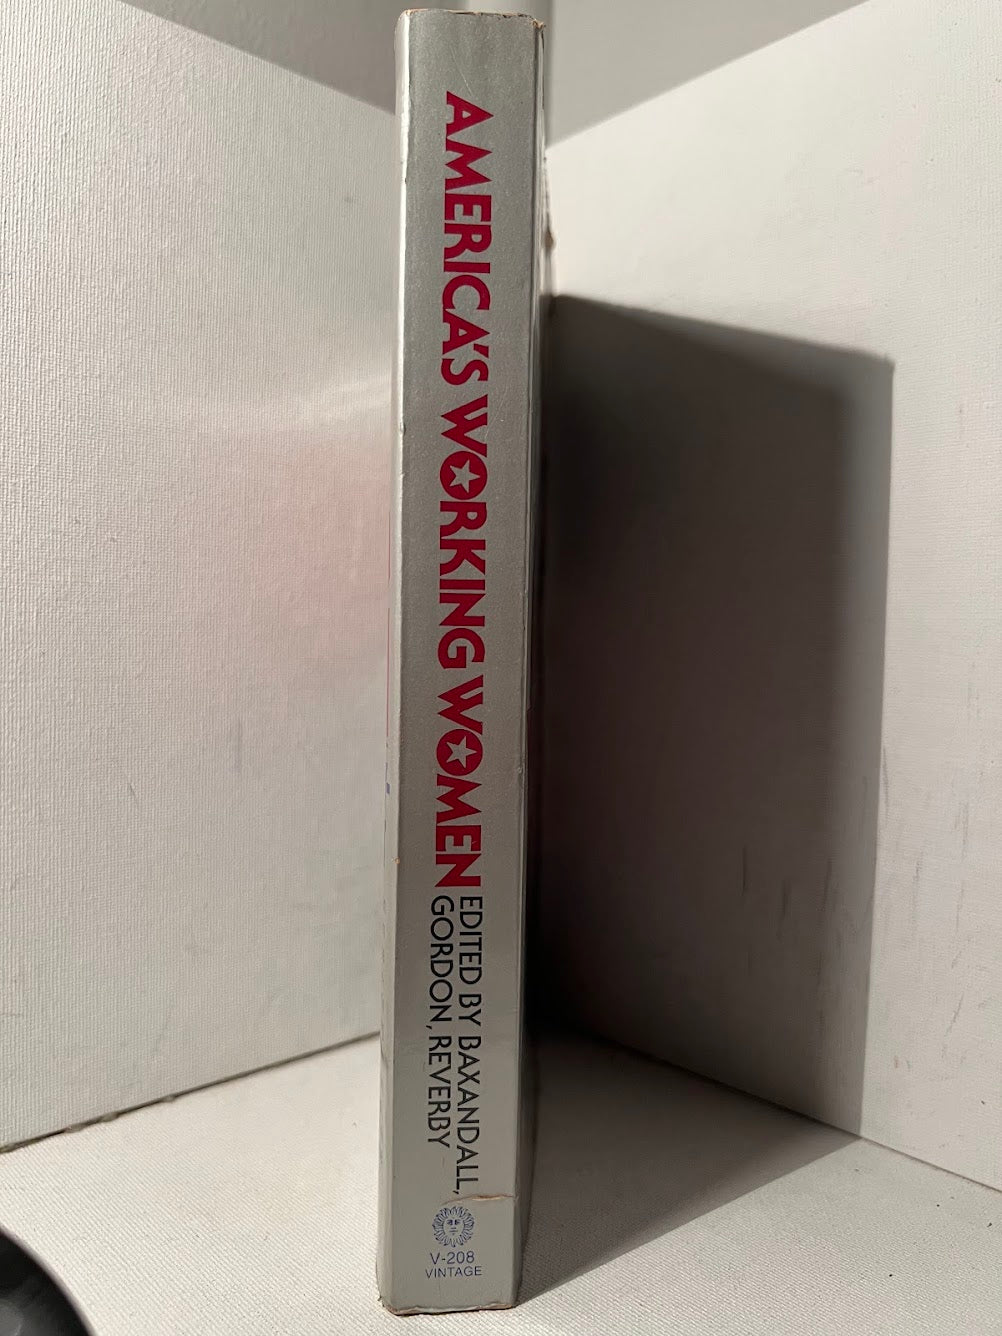 AMERICA'S WORKING WOMEN
EDITED BY BAXANDALL,
GORDON, REVERBY
V-208
VINTAGE